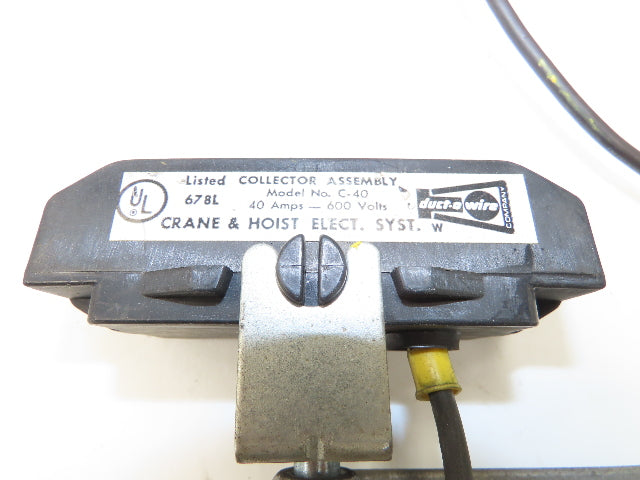 UL
®
Listed COLLECTOR ASSEMBLY
678L Model No. C-40
40 Amps — 600 Volts
CRANE & HOIST ELECT. SYST. W
duct-o-wire
COMPANY